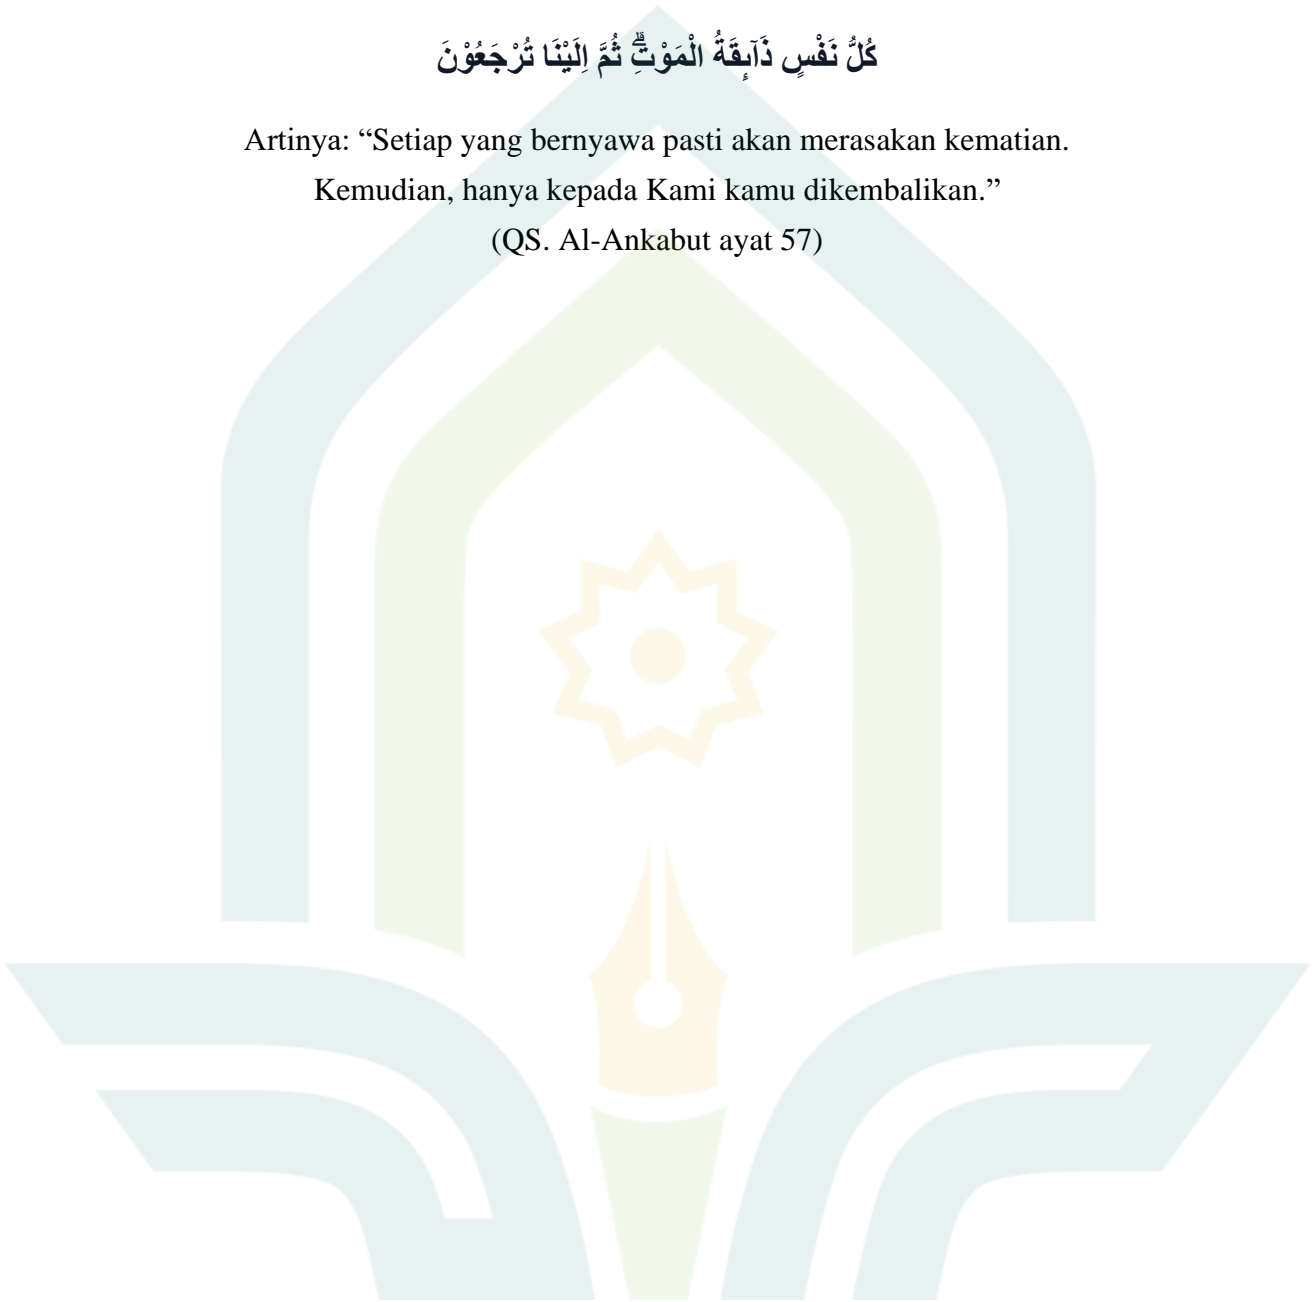 كُلُّ نَفْسٍ ذَاۤىِٕقَةُ الْمَوْتِۗ ثُمَّ اِلَيْنَا تُرْجَعُوْنَ
Artinya: “Setiap yang bernyawa pasti akan merasakan kematian.
Kemudian, hanya kepada Kami kamu dikembalikan.”
(QS. Al-Ankabut ayat 57)